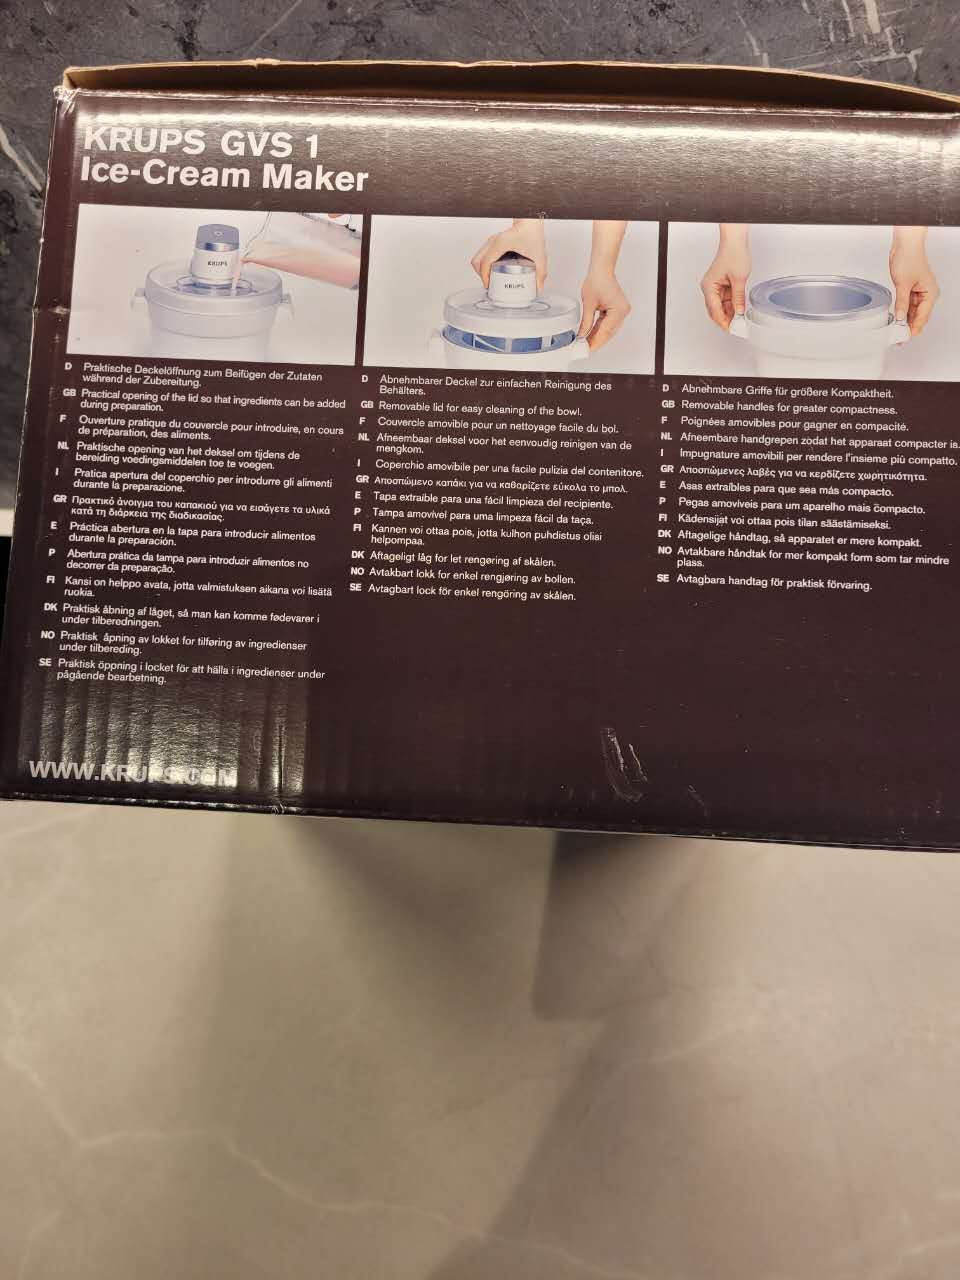 KRUPS GVS 1
Ice-Cream Maker
KRUPS
KRUPS
D Praktische Deckelöffnung zum Beifügen der Zutaten
während der Zubereitung.
GB Practical opening of the lid so that ingredients can be added
during preparation.
F Ouverture pratique du couvercle pour introduire, en cours
de préparation, des aliments.
NL Praktische opening van het deksel om tijdens de
bereiding voedingsmiddelen toe te voegen.
I Pratica apertura del coperchio per introdurre gli alimenti
durante la preparazione.
GR Πρακτικό άνοιγμα του καπακιού για να εισάγετε τα υλικά
κατά τη διάρκεια της διαδικασίας.
E Práctica abertura en la tapa para introducir alimentos
durante la preparación.
P Abertura prática da tampa para introduzir alimentos no
decorrer da preparação.
FI Kansi on helppo avata, jotta valmistuksen aikana voi lisätä
ruokia.
DK Praktisk åbning af låget, så man kan komme fødevarer i
under tilberedningen.
NO Praktisk åpning av lokket for tilføring av ingredienser
under tilbereding.
SE Praktisk öppning i locket för att hälla i ingredienser under
pågående bearbetning.
D Abnehmbarer Deckel zur einfachen Reinigung des
Behälters.
GB Removable lid for easy cleaning of the bowl.
F Couvercle amovible pour un nettoyage facile du bol.
NL Afneembaar deksel voor het eenvoudig reinigen van de
mengkom.
I Coperchio amovibile per una facile pulizia del contenitore.
GR Αποσπώμενο καπάκι για να καθαρίζετε εύκολα το μπολ.
E Tapa extraible para una fácil limpieza del recipiente.
P Tampa amovível para uma limpeza fácil da taça.
FI Kannen voi ottaa pois, jotta kulhon puhdistus olisi
helpompaa.
DK Aftageligt låg for let rengøring af skålen.
NO Avtakbart lokk for enkel rengjøring av bollen.
SE Avtagbart lock för enkel rengöring av skålen.
D Abnehmbare Griffe für größere Kompaktheit.
GB Removable handles for greater compactness.
F Poignées amovibles pour gagner en compacité.
NL Afneembare handgrepen zodat het apparaat compacter is.
I Impugnature amovibili per rendere l'insieme più compatto.
GR Αποσπώμενες λαβές για να κερδίζετε χωρητικότητα.
E Asas extraíbles para que sea más compacto.
P Pegas amovíveis para um aparelho mais compacto.
FI Kädensijat voi ottaa pois tilan säästämiseksi.
DK Aftagelige håndtag, så apparatet er mere kompakt.
NO Avtakbare håndtak for mer kompakt form som tar mindre
plass.
SE Avtagbara handtag för praktisk förvaring.
WWW.KRUPS.COM